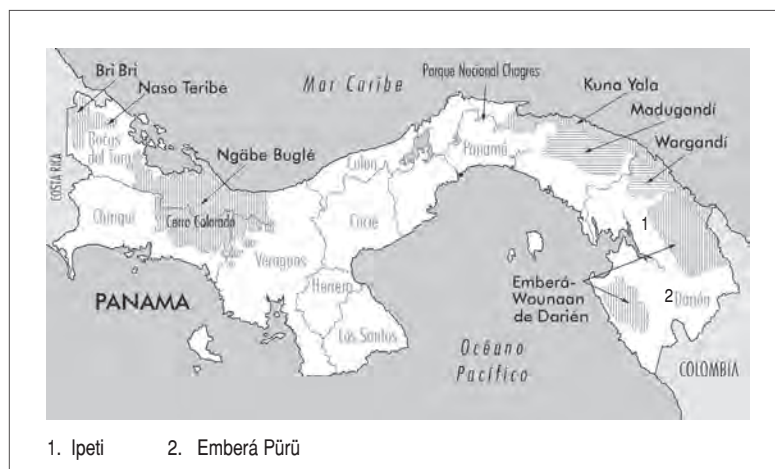 Bri Bri
Naso Teribe
Mar Caribe
Parque Nacional Chagres
Kuna Yala
Madugandí
Wargandí
COSTA RICA
Bocas
del Toro
Ngäbe Buglé
Colon
Panamá
Chiriquí
Cerro Colorado
Cocle
Veraguas
1
PANAMA
Herrera
Los Santos
Emberá-
Wounaan
de Darién
2
Darién
Océano
Pacífico
COLOMBIA
1. Ipeti 2. Emberá Pürü